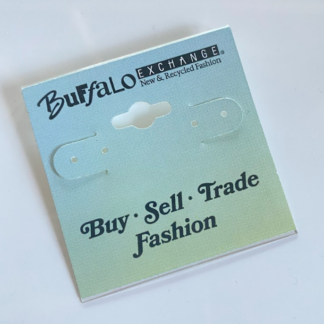 BUFFALO EXCHANGE®
New & Recycled Fashion
Buy · Sell · Trade
Fashion